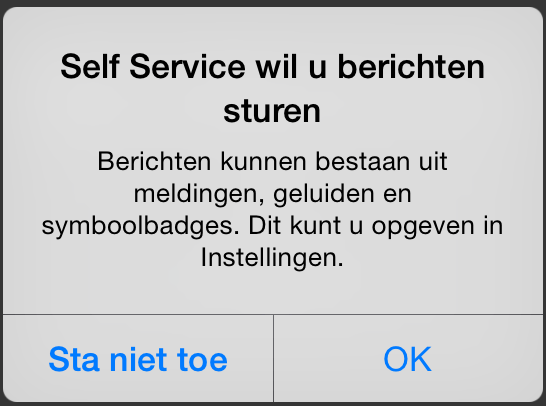 Self Service wil u berichten
sturen
Berichten kunnen bestaan uit
meldingen, geluiden en
symboolbadges. Dit kunt u opgeven in
Instellingen.
Sta niet toe
OK